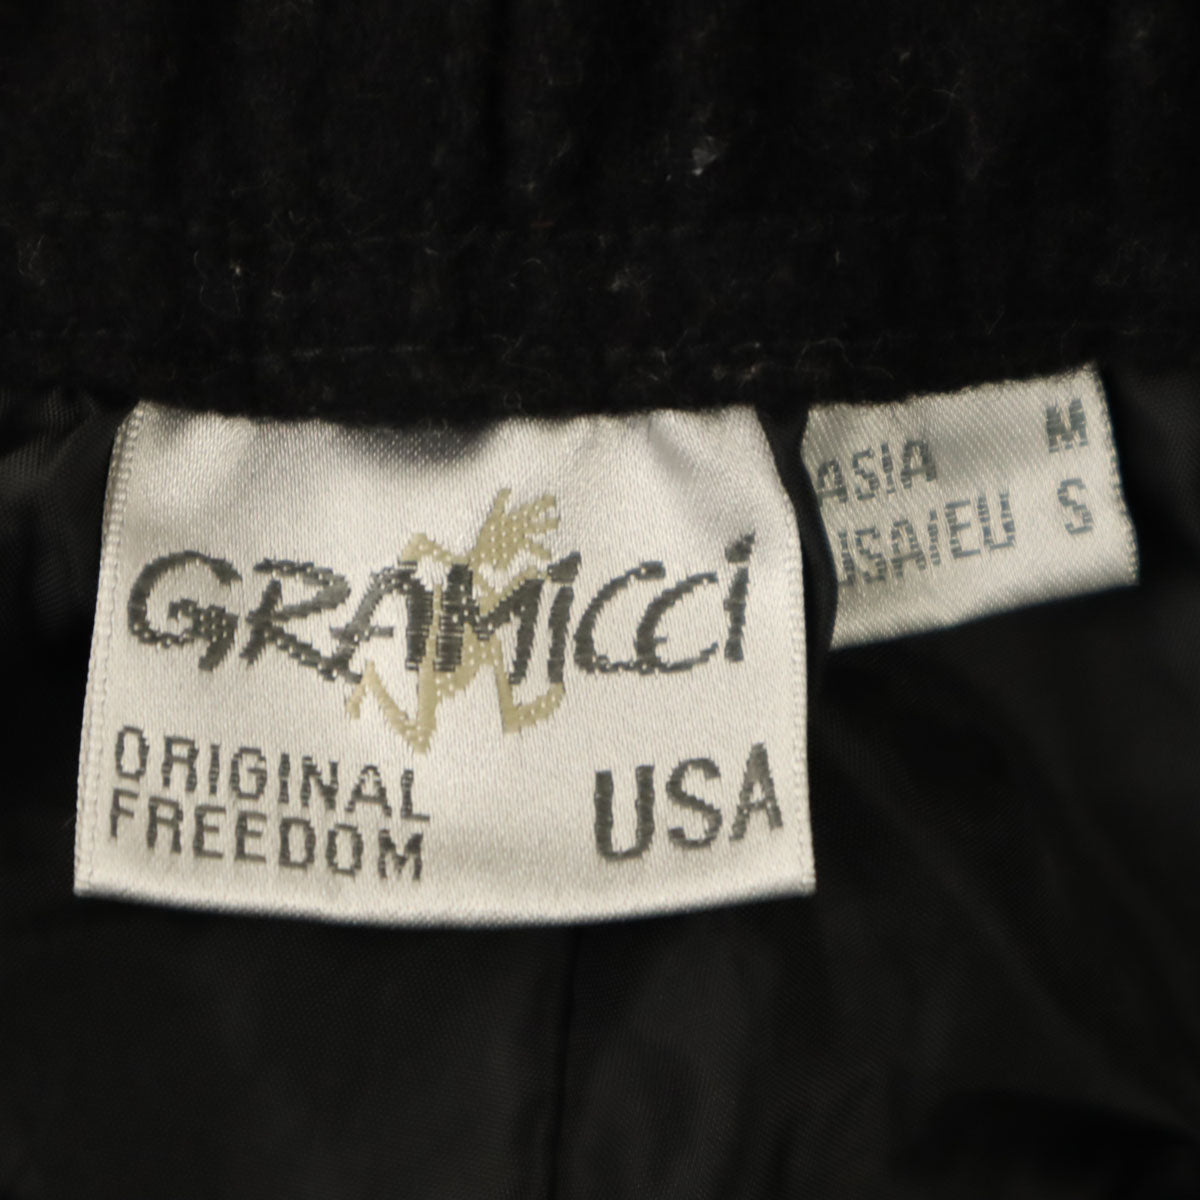 GRAMICCI
ORIGINAL
FREEDOM
USA
ASIA M
USA/EU S